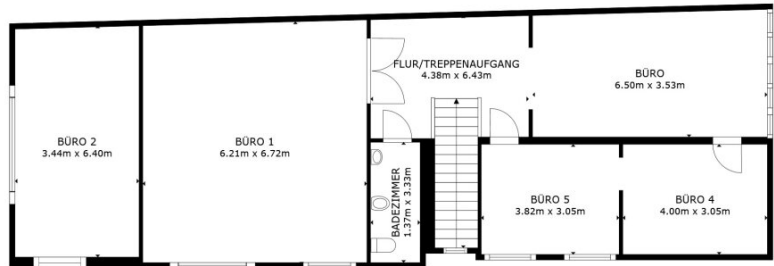 BÜRO 2
3.44m x 6.40m
BÜRO 1
6.21m x 6.72m
FLUR/TREPPENAUFGANG
4.38m x 6.43m
BÜRO
6.50m x 3.53m
BADEZIMMER
1.37m x 3.33m
BÜRO 5
3.82m x 3.05m
BÜRO 4
4.00m x 3.05m